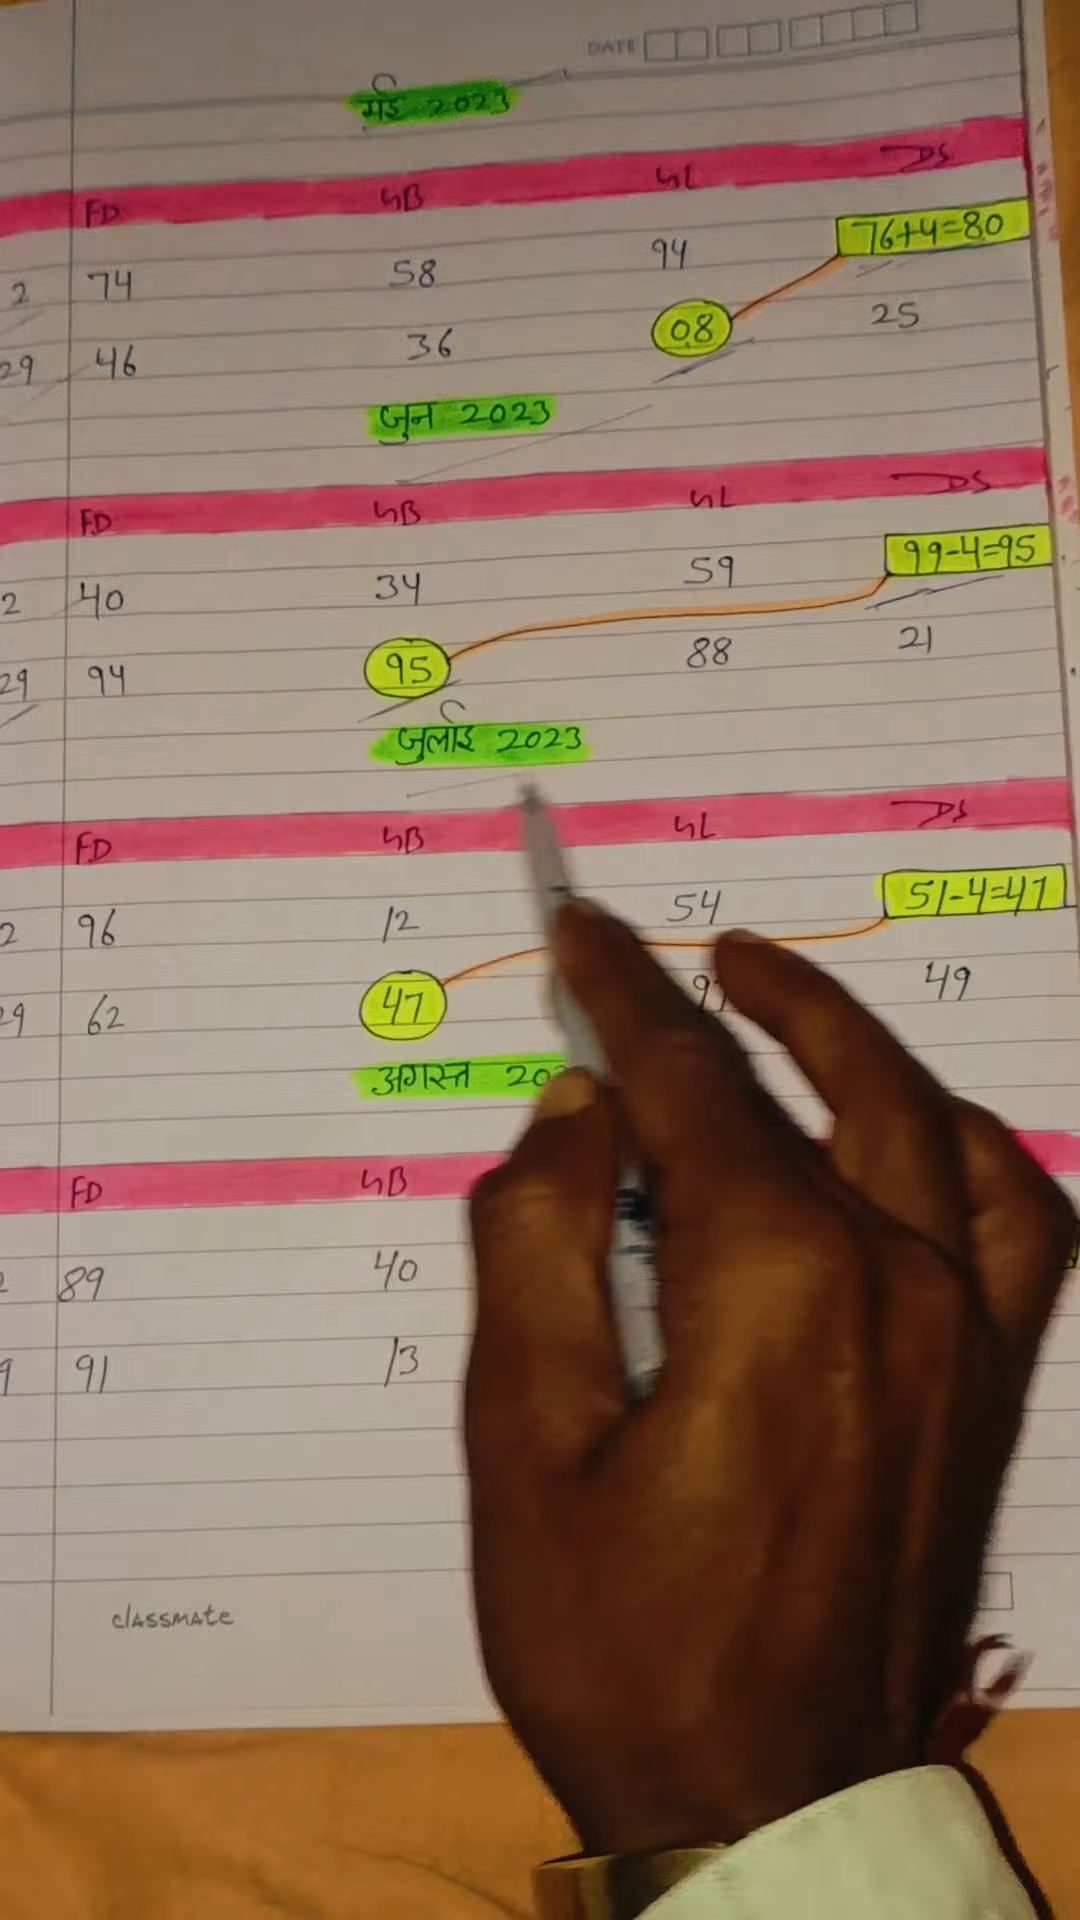 DATE
मई 2023
FD GB GL DS
2 74 58 94 76+4=80
29 46 36 08 25
जुन 2023
FD GB GL DS
2 40 34 59 99-4=95
29 94 95 88 21
जुलाई 2023
FD GB GL DS
2 96 12 54 51-4=47
29 62 47 49
अगस्त
FD GB
89 40
91 13
classmate